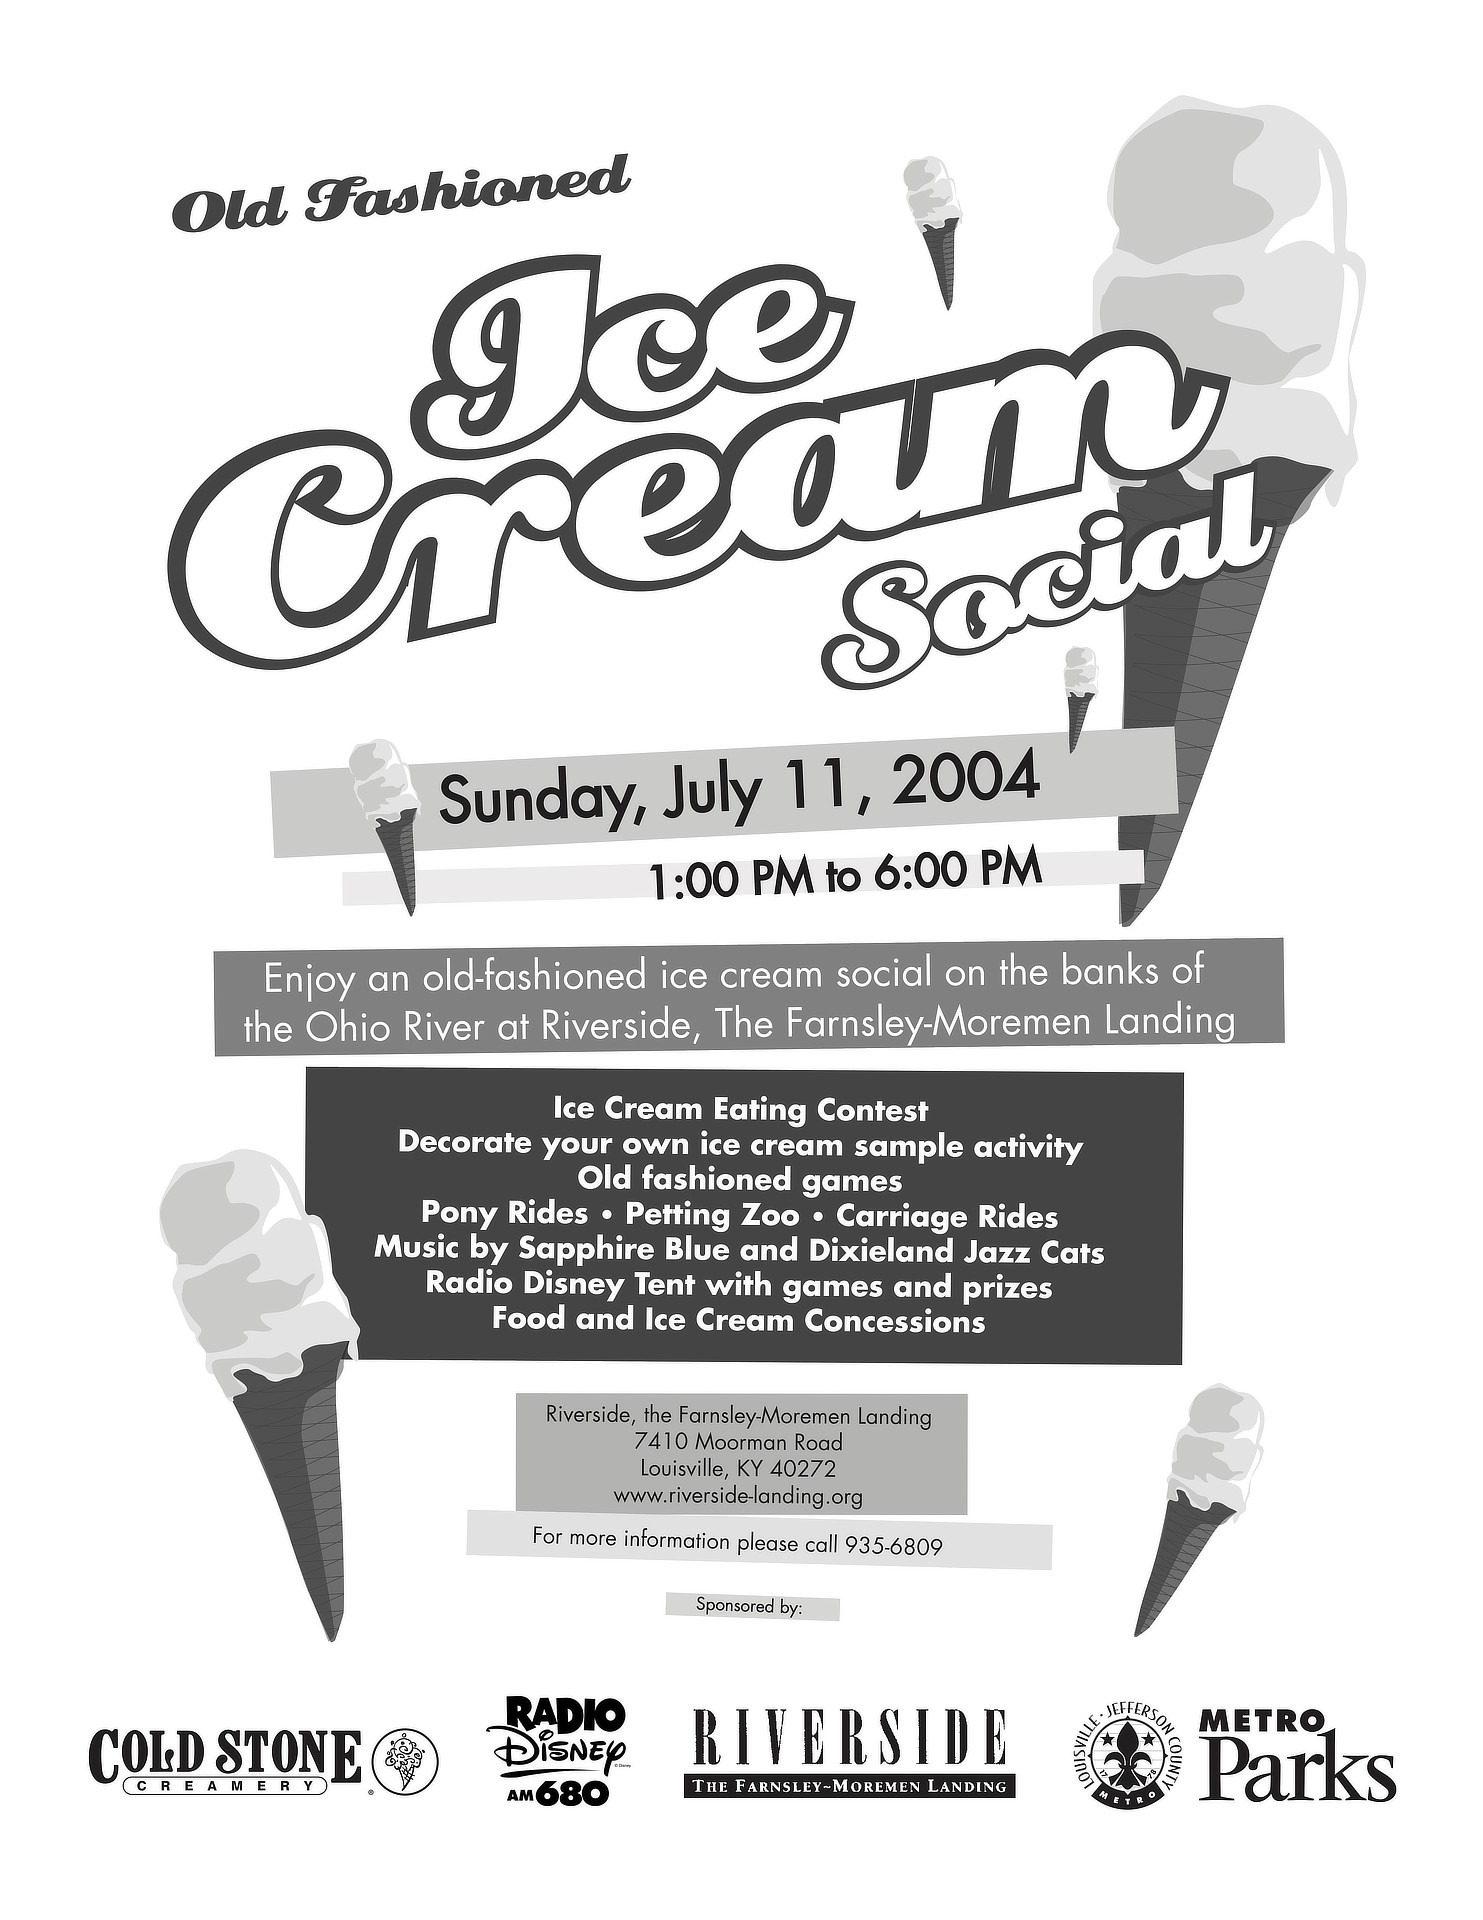 Old Fashioned
Ice
Cream
Social
Sunday, July 11, 2004
1:00 PM to 6:00 PM
Enjoy an old-fashioned ice cream social on the banks of
the Ohio River at Riverside, The Farnsley-Moremen Landing
Ice Cream Eating Contest
Decorate your own ice cream sample activity
Old fashioned games
Pony Rides • Petting Zoo • Carriage Rides
Music by Sapphire Blue and Dixieland Jazz Cats
Radio Disney Tent with games and prizes
Food and Ice Cream Concessions
Riverside, the Farnsley-Moremen Landing
7410 Moorman Road
Louisville, KY 40272
www.riverside-landing.org
For more information please call 935-6809
Sponsored by:
COLD STONE
CREAMERY ®
RADIO
DISNEY
© Disney
AM 680
RIVERSIDE
THE FARNSLEY~MOREMEN LANDING
LOUISVILLE · JEFFERSON COUNTY
17 78
METRO
METRO
Parks